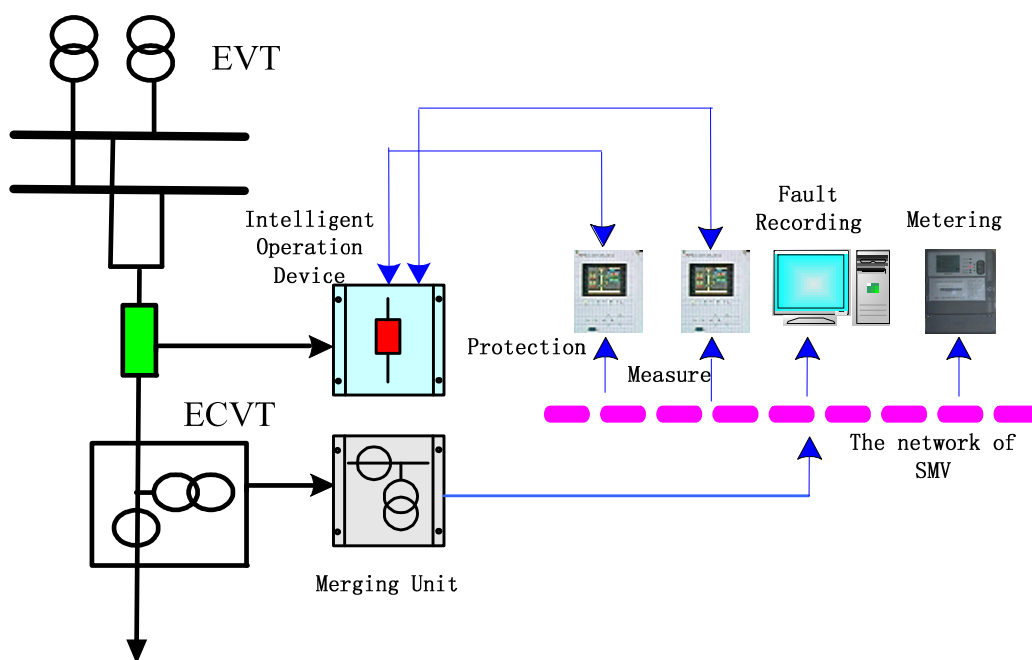 EVT
Intelligent
Operation
Device
Fault
Recording
Metering
Protection
Measure
ECVT
The network of
SMV
Merging Unit